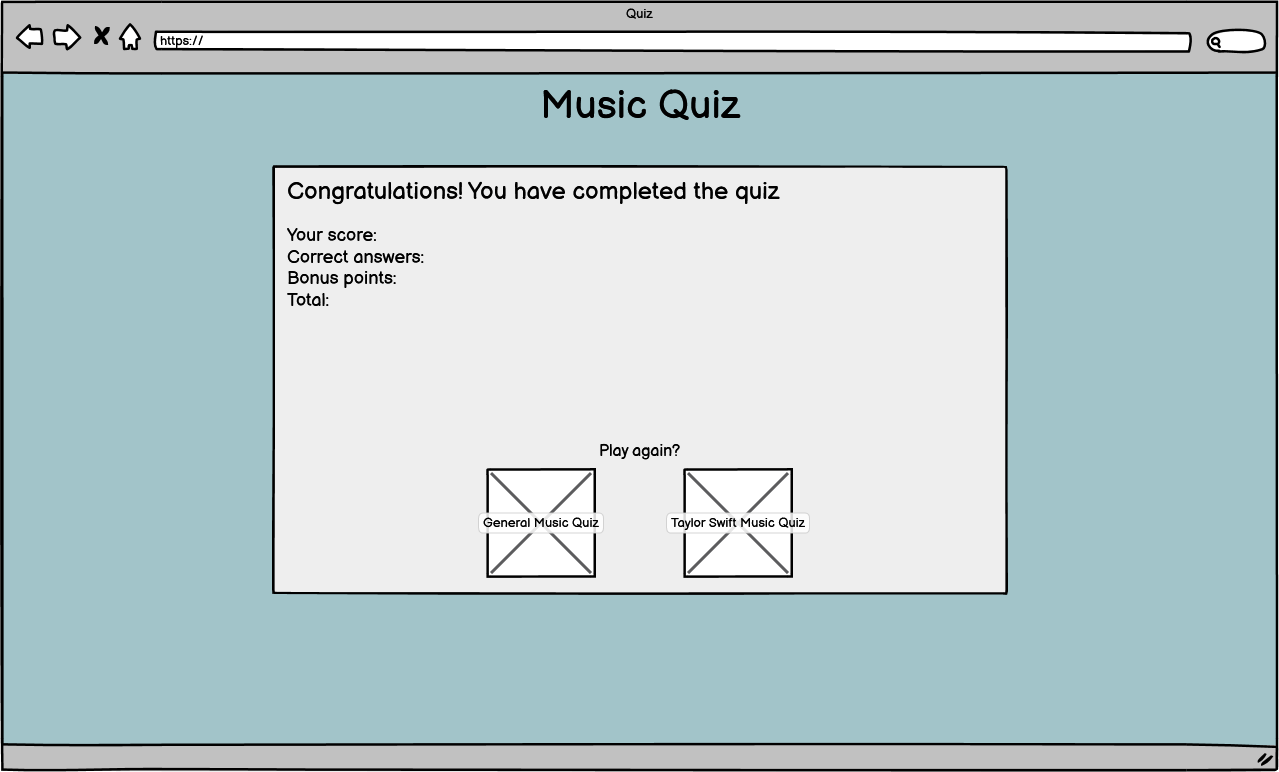 Quiz
https://
Music Quiz
Congratulations! You have completed the quiz
Your score:
Correct answers:
Bonus points:
Total:
Play again?
General Music Quiz
Taylor Swift Music Quiz